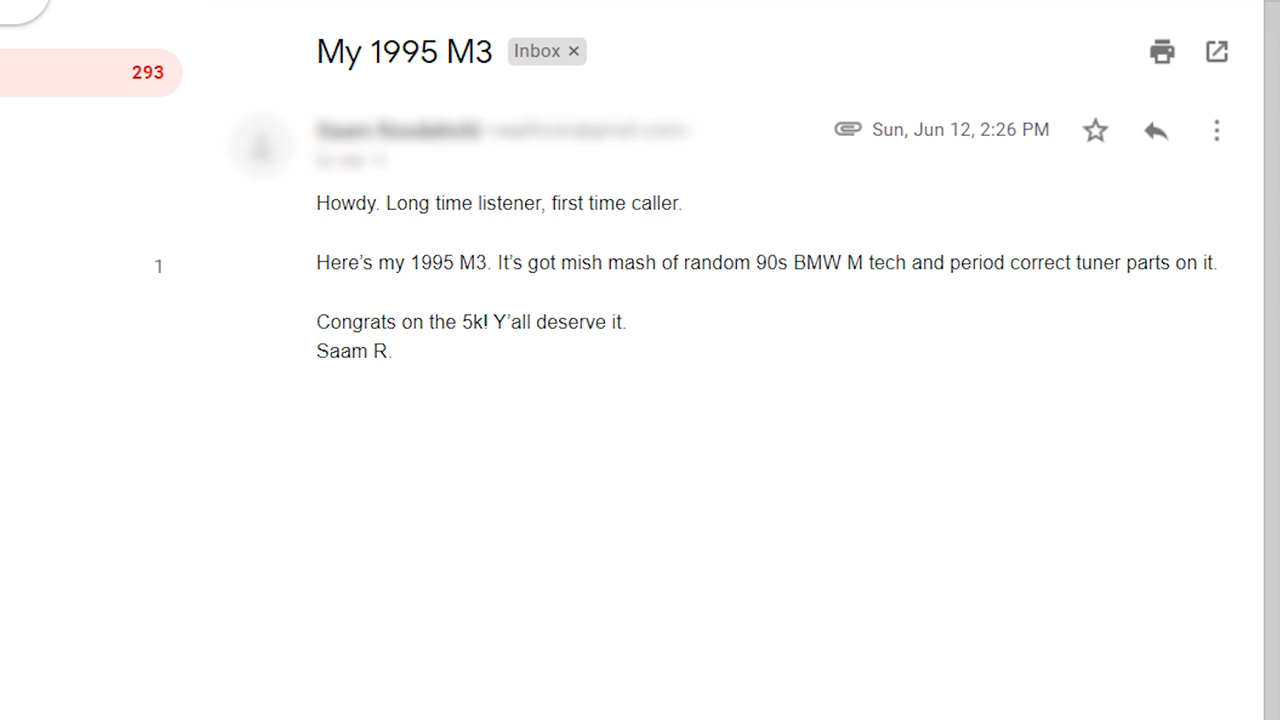 My 1995 M3 Inbox ×
293
Sun, Jun 12, 2:26 PM
Howdy. Long time listener, first time caller.
1
Here’s my 1995 M3. It’s got mish mash of random 90s BMW M tech and period correct tuner parts on it.
Congrats on the 5k! Y’all deserve it.
Saam R.